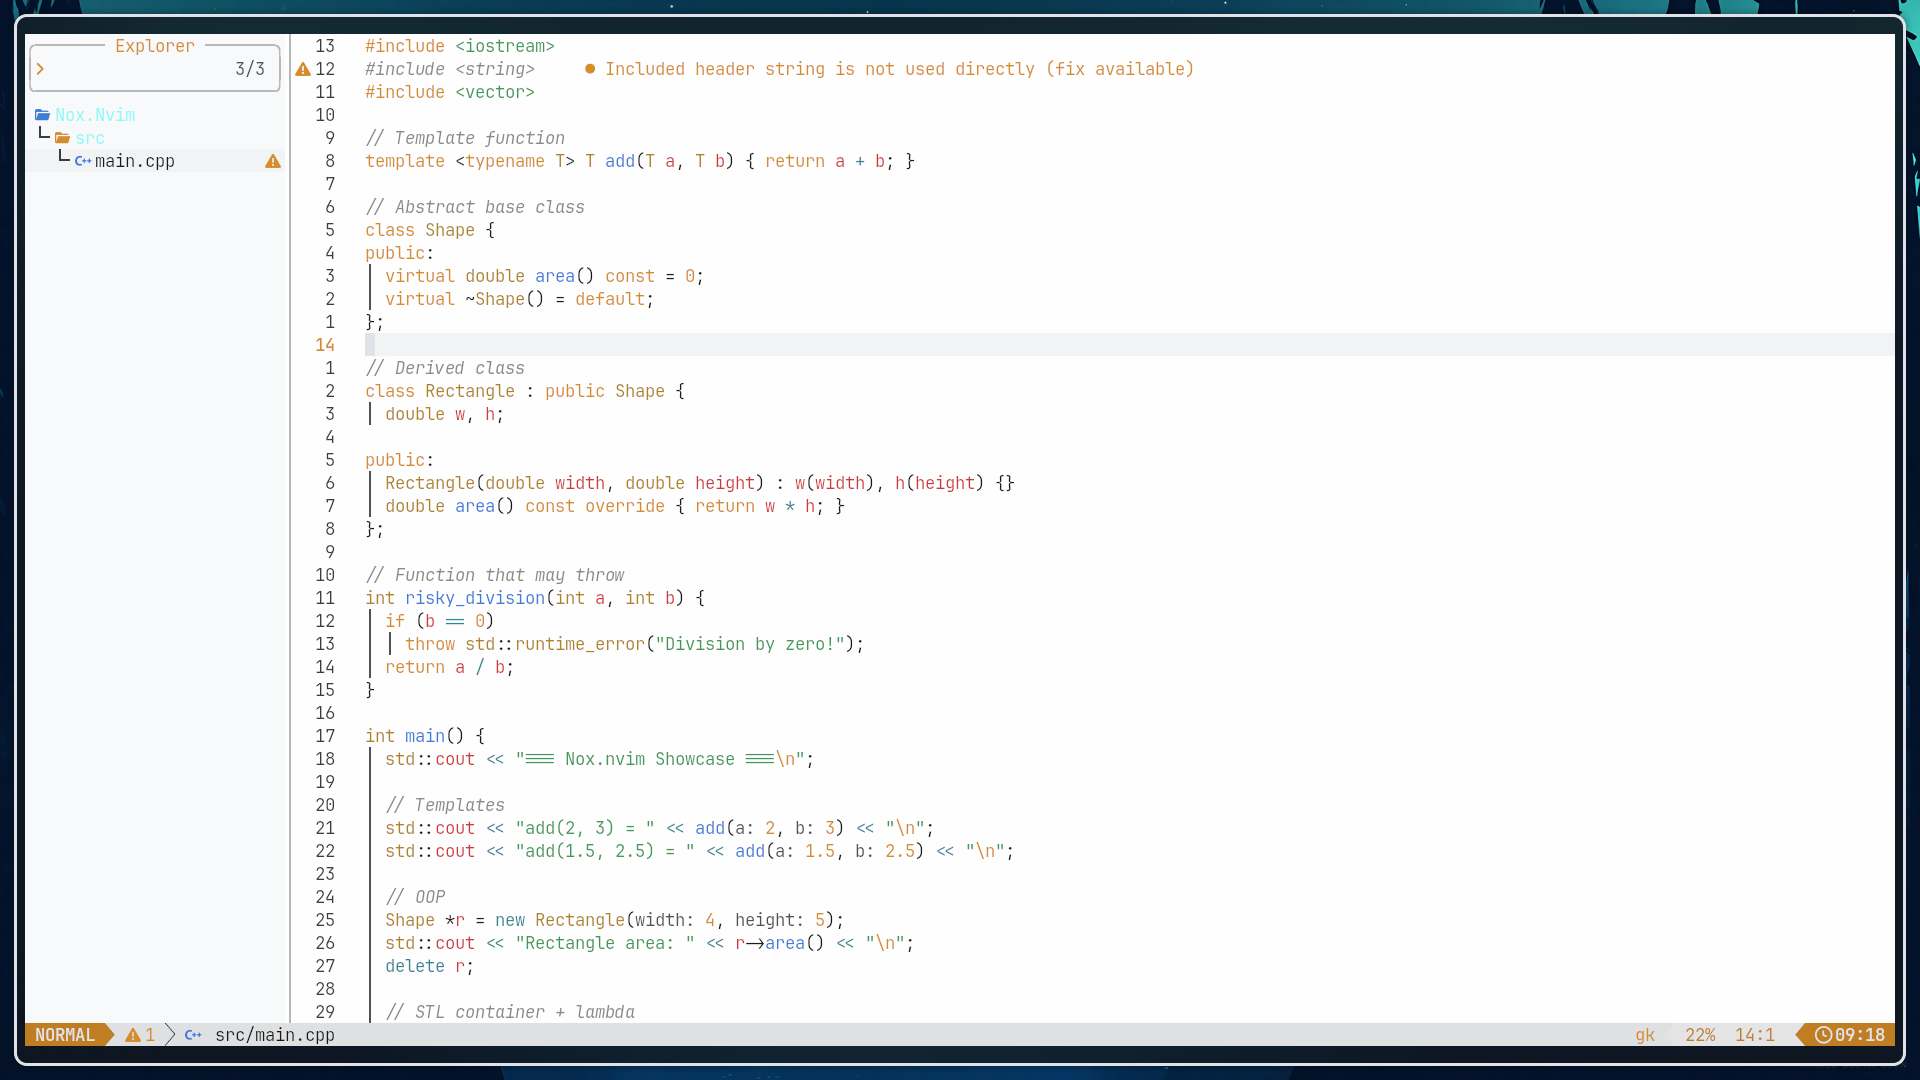 Explorer
3/3
Nox.Nvim
src
main.cpp
13 #include <iostream>
12 #include <string> ● Included header string is not used directly (fix available)
11 #include <vector>
10
9 // Template function
8 template <typename T> T add(T a, T b) { return a + b; }
7
6 // Abstract base class
5 class Shape {
4 public:
3 virtual double area() const = 0;
2 virtual ~Shape() = default;
1 };
14
1 // Derived class
2 class Rectangle : public Shape {
3 double w, h;
4
5 public:
6 Rectangle(double width, double height) : w(width), h(height) {}
7 double area() const override { return w * h; }
8 };
9
10 // Function that may throw
11 int risky_division(int a, int b) {
12 if (b == 0)
13 throw std::runtime_error("Division by zero!");
14 return a / b;
15 }
16
17 int main() {
18 std::cout << "=== Nox.nvim Showcase ===\n";
19
20 // Templates
21 std::cout << "add(2, 3) = " << add(a: 2, b: 3) << "\n";
22 std::cout << "add(1.5, 2.5) = " << add(a: 1.5, b: 2.5) << "\n";
23
24 // OOP
25 Shape *r = new Rectangle(width: 4, height: 5);
26 std::cout << "Rectangle area: " << r->area() << "\n";
27 delete r;
28
29 // STL container + lambda
NORMAL 1 C++ src/main.cpp gk 22% 14:1 09:18